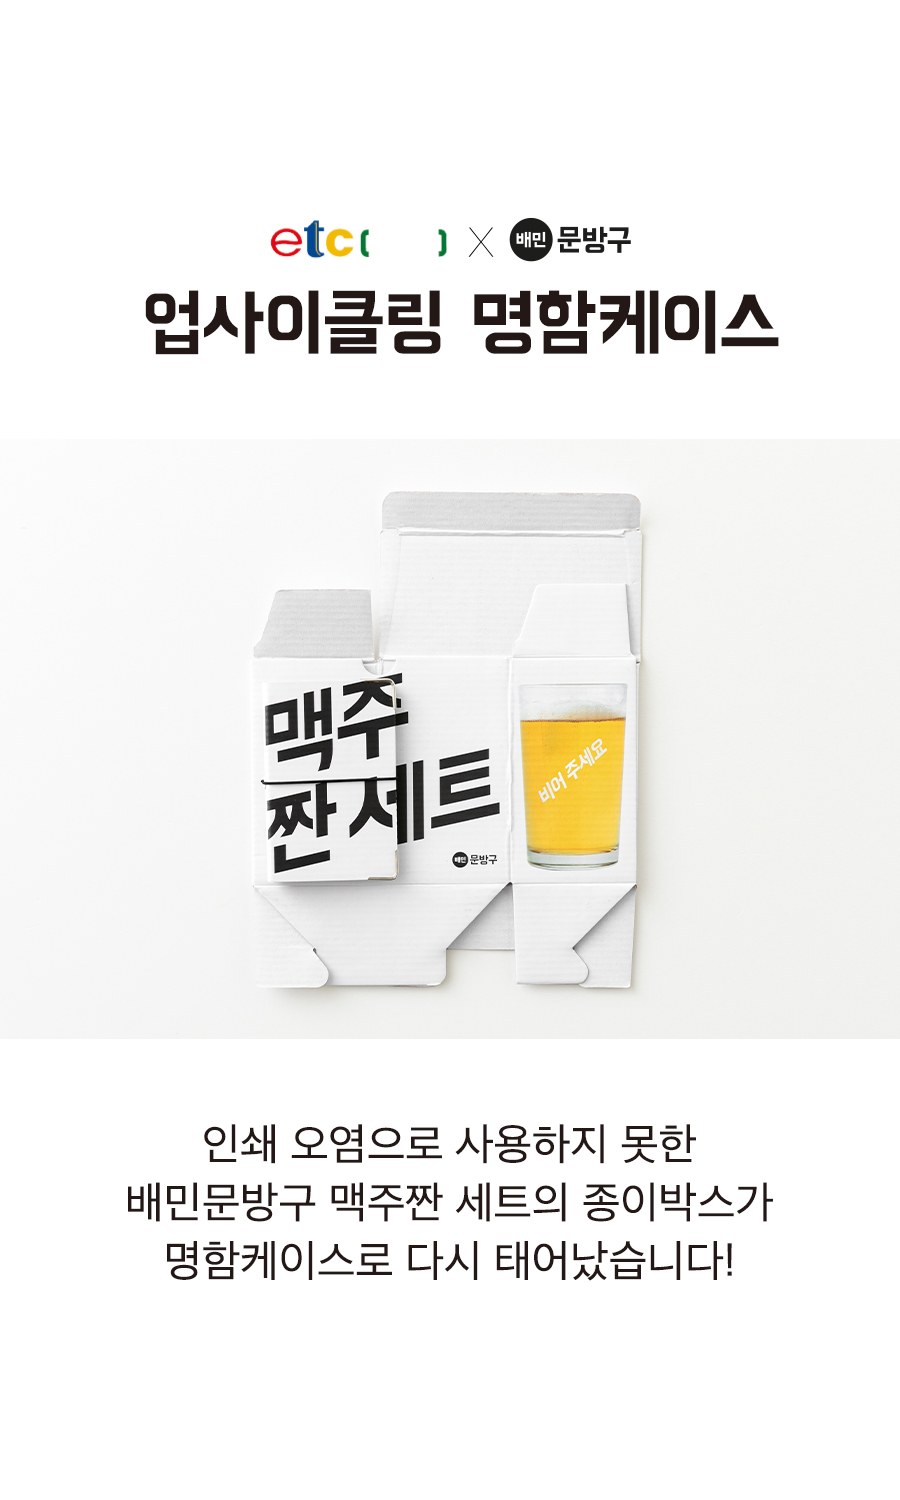 etc( ) X 배민 문방구
업사이클링 명함케이스
맥주
짠 세트
배민 문방구
비어 주세요
인쇄 오염으로 사용하지 못한
배민문방구 맥주짠 세트의 종이박스가
명함케이스로 다시 태어났습니다!